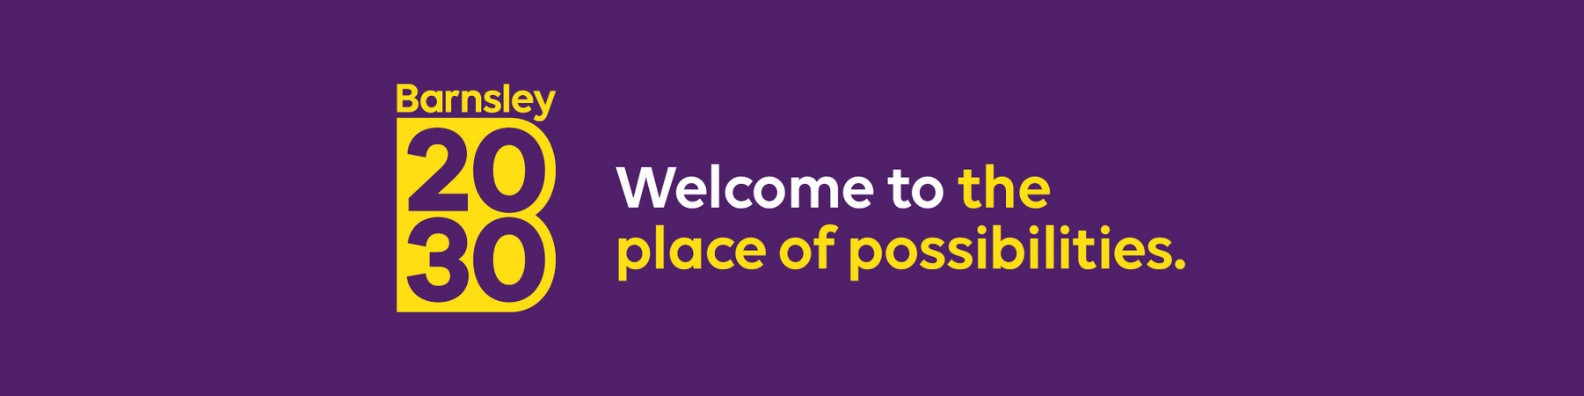 Barnsley
20
30
Welcome to the
place of possibilities.